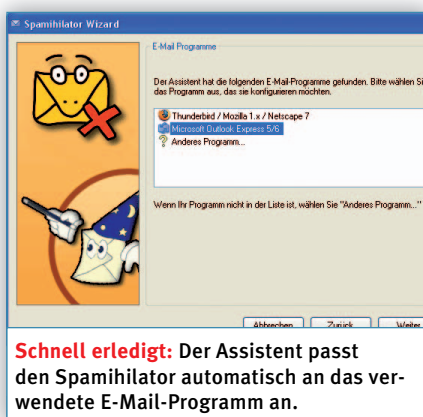 Spamihilator Wizard
E-Mail Programme
Der Assistent hat die folgenden E-Mail-Programme gefunden. Bitte wählen Si
das Programm aus, das sie konfigurieren möchten.
Thunderbird / Mozilla 1.x / Netscape 7
Microsoft Outlook Express 5/6
Anderes Programm...
Wenn Ihr Programm nicht in der Liste ist, wählen Sie "Anderes Programm..."
Abbrechen Zurück Weiter
Schnell erledigt: Der Assistent passt
den Spamihilator automatisch an das ver-
wendete E-Mail-Programm an.